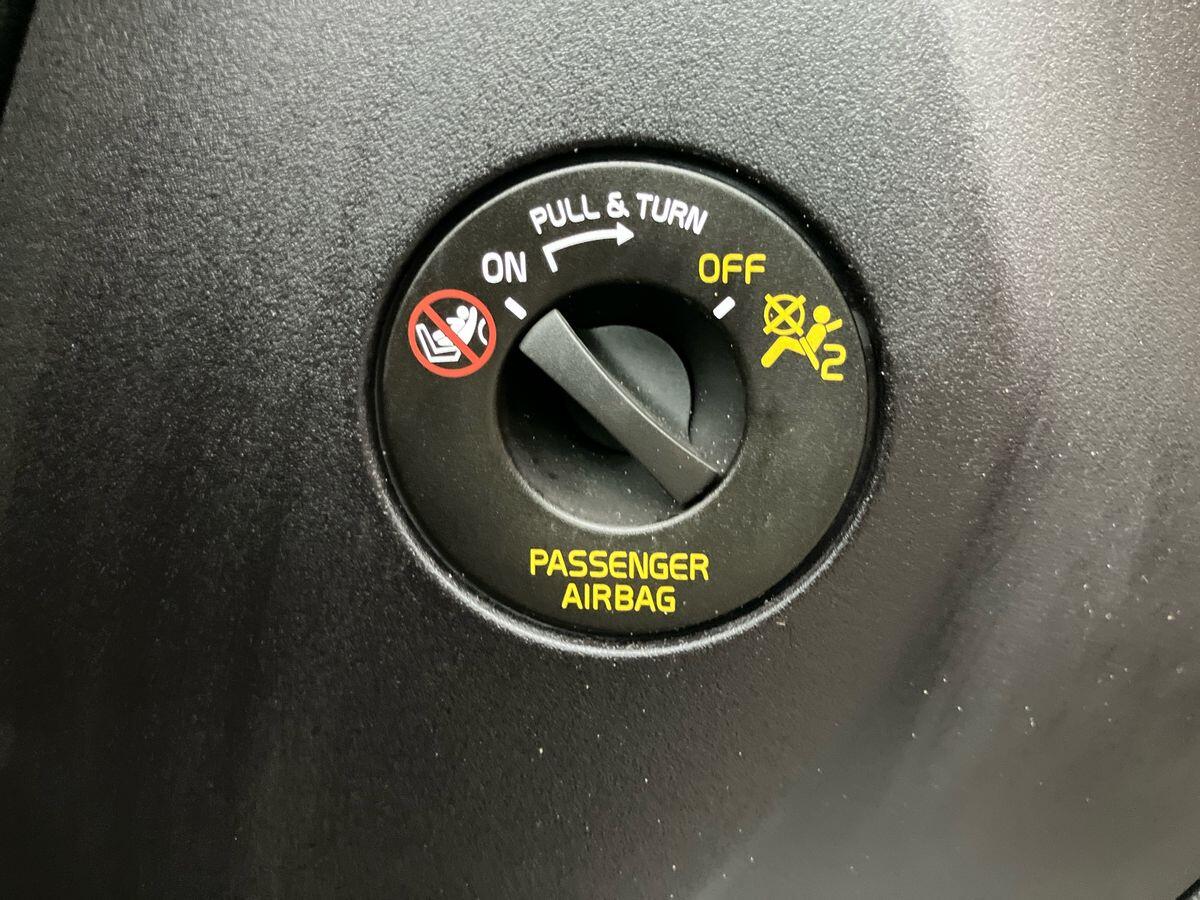 PULL & TURN
ON
OFF
2
PASSENGER
AIRBAG